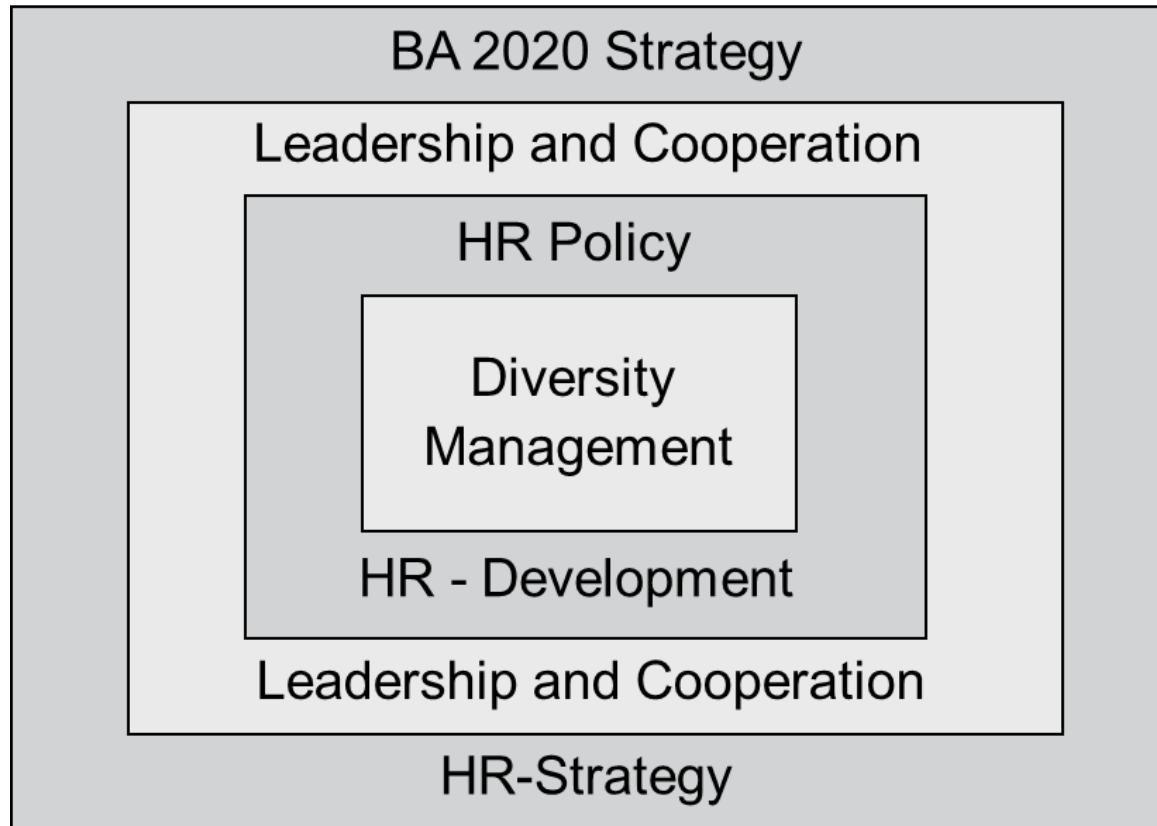 BA 2020 Strategy
Leadership and Cooperation
HR Policy
Diversity
Management
HR - Development
Leadership and Cooperation
HR-Strategy